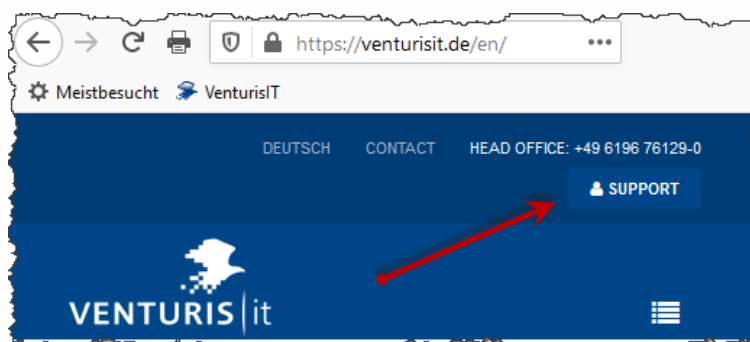 https://venturisit.de/en/
Meistbesucht VenturisIT
DEUTSCH CONTACT HEAD OFFICE: +49 6196 76129-0
SUPPORT
VENTURIS|it